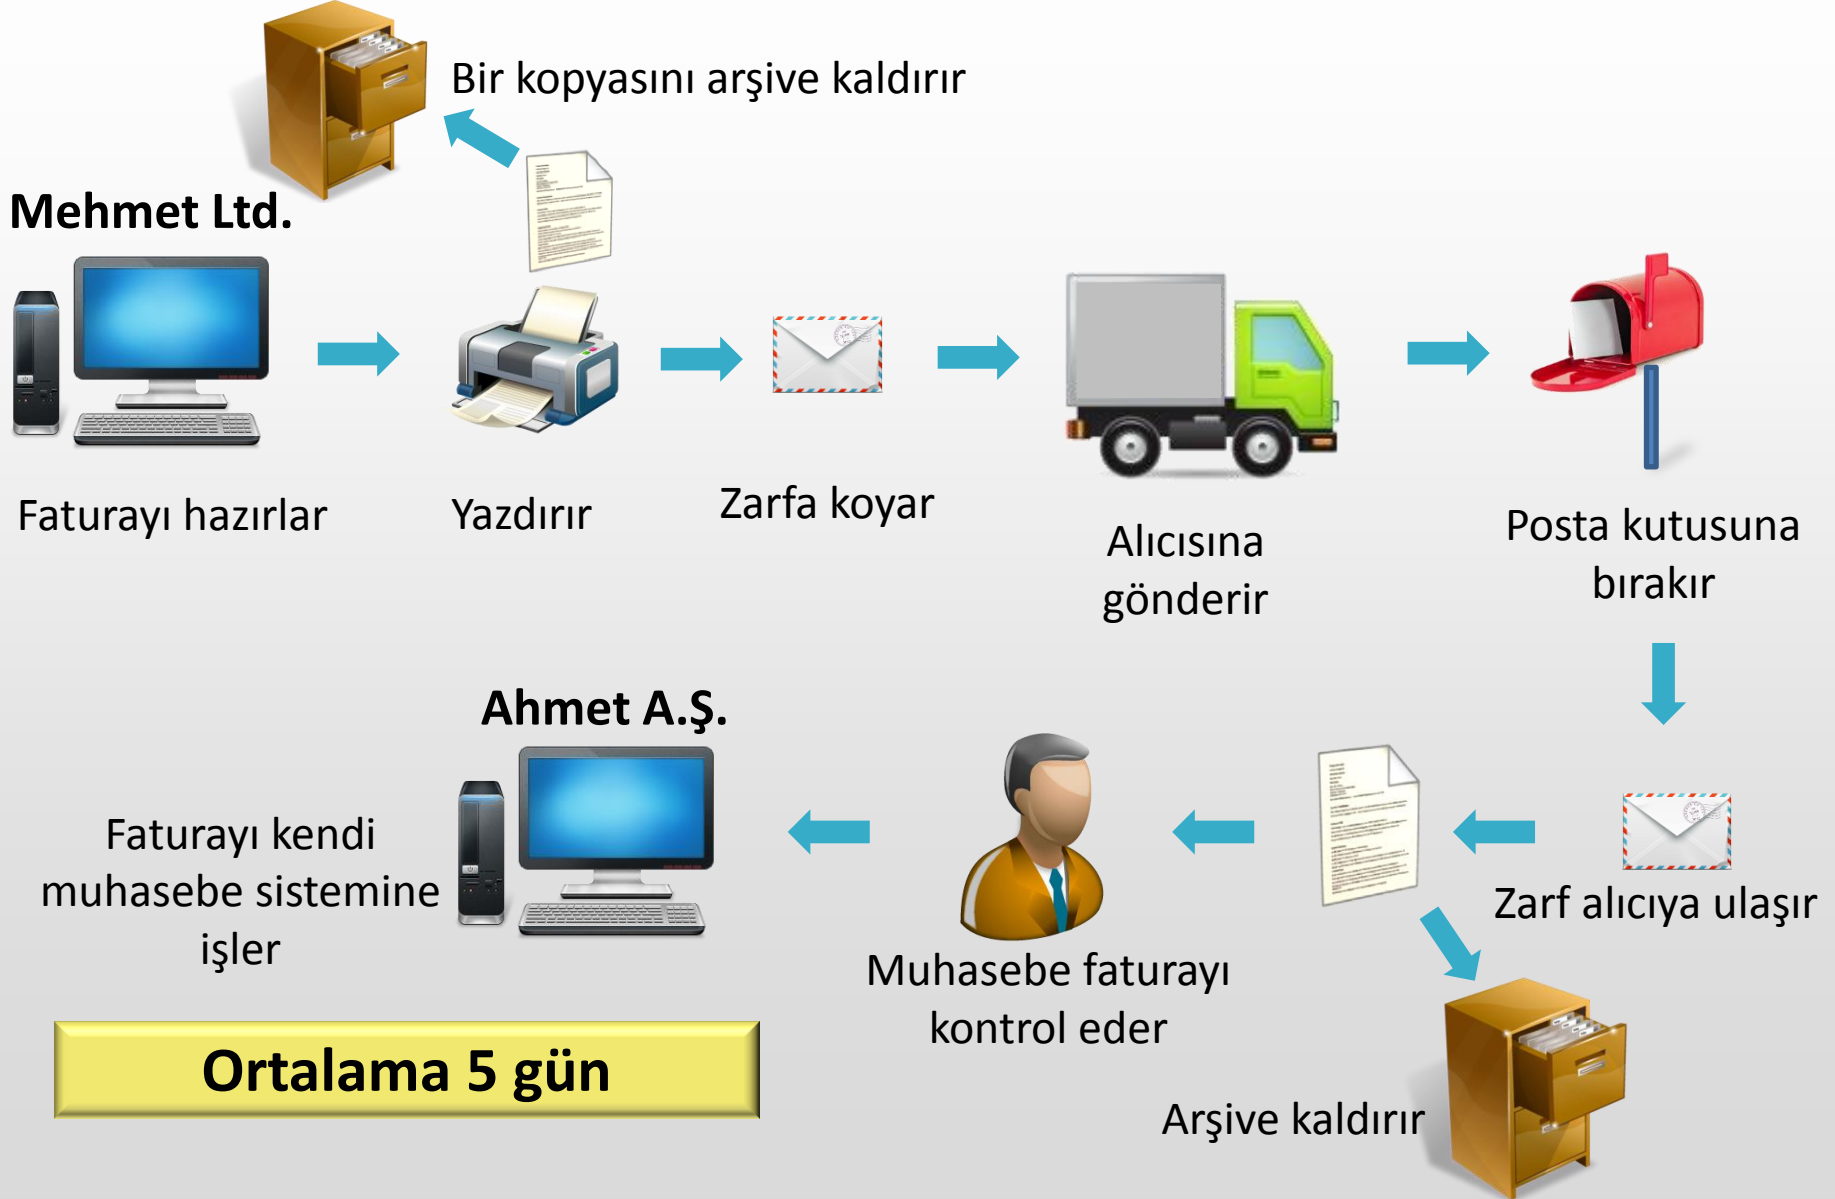 Bir kopyasını arşive kaldırır
Mehmet Ltd.
Faturayı hazırlar
Yazdırır
Zarfa koyar
Alıcısına
gönderir
Posta kutusuna
bırakır
Zarf alıcıya ulaşır
Arşive kaldırır
Muhasebe faturayı
kontrol eder
Ahmet A.Ş.
Faturayı kendi
muhasebe sistemine
işler
Ortalama 5 gün